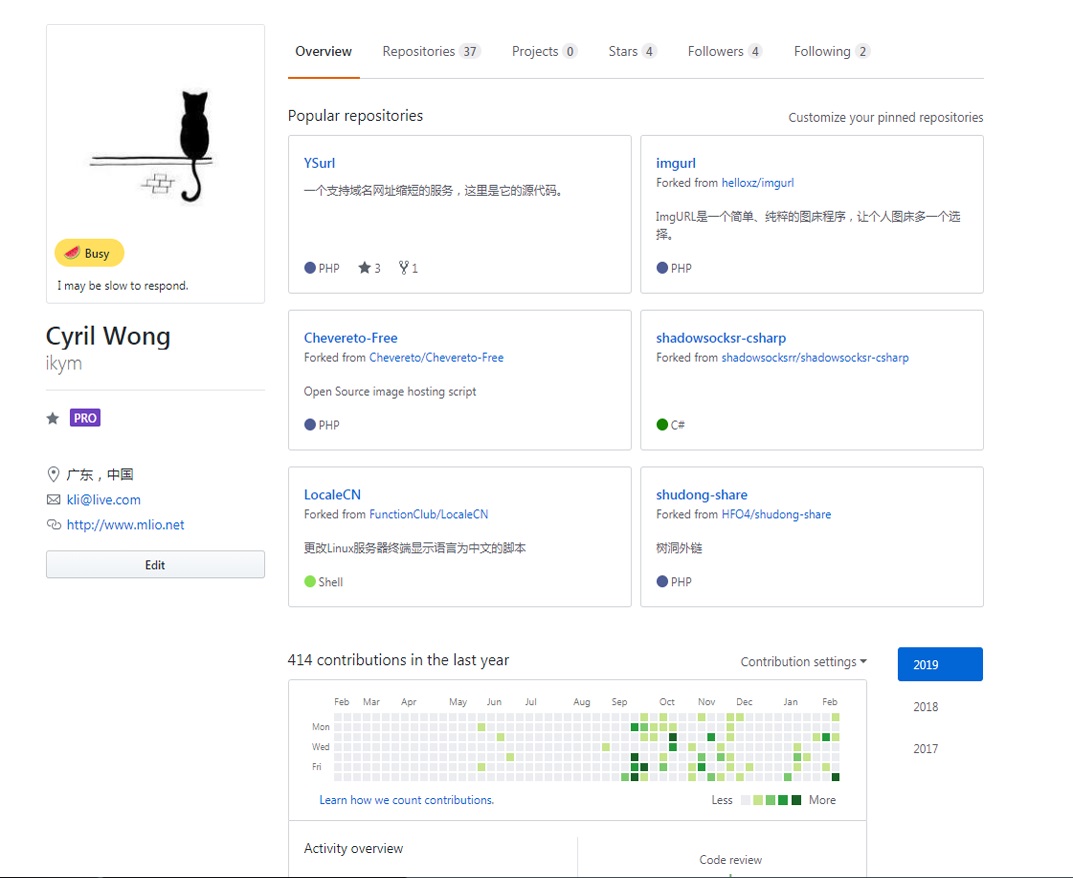 Overview Repositories 37 Projects 0 Stars 4 Followers 4 Following 2
Busy
I may be slow to respond.
Cyril Wong
ikym
PRO
广东，中国
kli@live.com
http://www.mlio.net
Edit
Popular repositories
Customize your pinned repositories
YSurl
一个支持域名网址缩短的服务，这里是它的源代码。
PHP 3 1
imgurl
Forked from helloxz/imgurl
ImgURL是一个简单、纯粹的图床程序，让个人图床多一个选
择。
PHP
Chevereto-Free
Forked from Chevereto/Chevereto-Free
Open Source image hosting script
PHP
shadowsocksr-csharp
Forked from shadowsocksrr/shadowsocksr-csharp
C#
LocaleCN
Forked from FunctionClub/LocaleCN
更改Linux服务器终端显示语言为中文的脚本
Shell
shudong-share
Forked from HFO4/shudong-share
树洞外链
PHP
414 contributions in the last year
Contribution settings
2019
2018
2017
Feb Mar Apr May Jun Jul Aug Sep Oct Nov Dec Jan Feb
Mon
Wed
Fri
Learn how we count contributions.
Less More
Activity overview
Code review